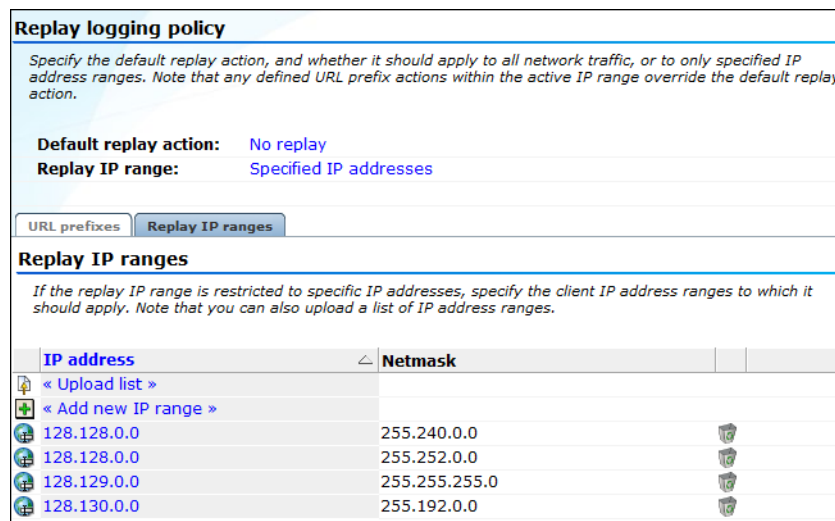 Replay logging policy
Specify the default replay action, and whether it should apply to all network traffic, or to only specified IP
address ranges. Note that any defined URL prefix actions within the active IP range override the default replay
action.
Default replay action: No replay
Replay IP range: Specified IP addresses
URL prefixes Replay IP ranges
Replay IP ranges
If the replay IP range is restricted to specific IP addresses, specify the client IP address ranges to which it
should apply. Note that you can also upload a list of IP address ranges.
IP address Netmask
« Upload list »
« Add new IP range »
128.128.0.0 255.240.0.0
128.128.0.0 255.252.0.0
128.129.0.0 255.255.255.0
128.130.0.0 255.192.0.0